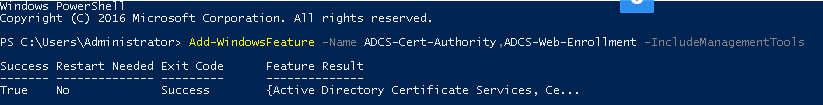 Windows PowerShell
Copyright (C) 2016 Microsoft Corporation. All rights reserved.
PS C:\Users\Administrator> Add-WindowsFeature -Name ADCS-Cert-Authority,ADCS-Web-Enrollment -IncludeManagementTools
Success Restart Needed Exit Code      Feature Result
------- -------------- ---------      --------------
True    No             Success        {Active Directory Certificate Services, Ce...